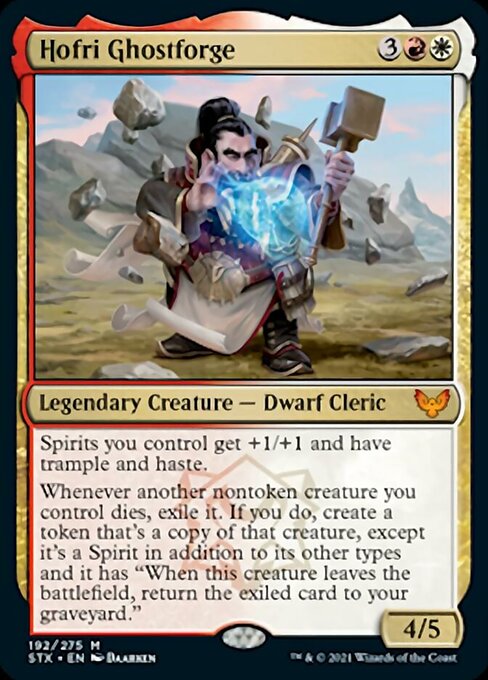 Hofri Ghostforge 3
Legendary Creature — Dwarf Cleric
Spirits you control get +1/+1 and have
trample and haste.
Whenever another nontoken creature you
control dies, exile it. If you do, create a
token that's a copy of that creature, except
it's a Spirit in addition to its other types
and it has “When this creature leaves the
battlefield, return the exiled card to your
graveyard.”
4/5
192/275 M
STX • EN Daarken
™ & © 2021 Wizards of the Coast